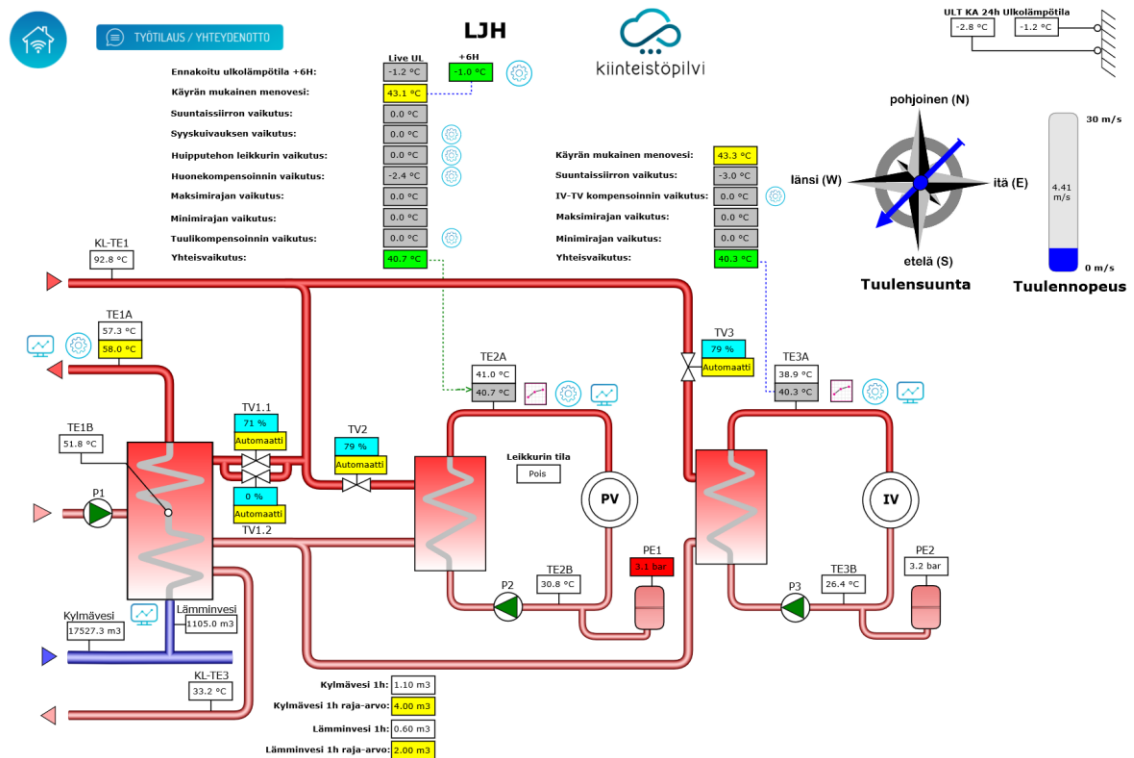 TYÖTILAUS / YHTEYDENOTTO
LJH
kiinteistöpilvi
ULT KA 24h Ulkolämpötila
-2.8 °C -1.2 °C
Live UL +6H
Ennakoitu ulkolämpötila +6H: -1.2 °C -1.0 °C
Käyrän mukainen menovesi: 43.1 °C
Suuntaissiirron vaikutus: 0.0 °C
Syyskuivauksen vaikutus: 0.0 °C
Huipputehon leikkurin vaikutus: 0.0 °C
Huonekompensoinnin vaikutus: -2.4 °C
Maksimirajan vaikutus: 0.0 °C
Minimirajan vaikutus: 0.0 °C
Tuulikompensoinnin vaikutus: 0.0 °C
Yhteisvaikutus: 40.7 °C
Käyrän mukainen menovesi: 43.3 °C
Suuntaissiirron vaikutus: -3.0 °C
IV-TV kompensoinnin vaikutus: 0.0 °C
Maksimirajan vaikutus: 0.0 °C
Minimirajan vaikutus: 0.0 °C
Yhteisvaikutus: 40.3 °C
pohjoinen (N)
länsi (W)
itä (E)
etelä (S)
Tuulensuunta
30 m/s
4.41
m/s
0 m/s
Tuulennopeus
KL-TE1
92.8 °C
TE1A
57.3 °C
58.0 °C
TE1B
51.8 °C
P1
TV1.1
71 %
Automaatti
0 %
Automaatti
TV1.2
TV2
79 %
Automaatti
TE2A
41.0 °C
40.7 °C
Leikkurin tila
Pois
PV
P2
TE2B
30.8 °C
PE1
3.1 bar
TV3
79 %
Automaatti
TE3A
38.9 °C
40.3 °C
IV
P3
TE3B
26.4 °C
PE2
3.2 bar
Kylmävesi
17527.3 m3
Lämminvesi
1105.0 m3
KL-TE3
33.2 °C
Kylmävesi 1h: 1.10 m3
Kylmävesi 1h raja-arvo: 4.00 m3
Lämminvesi 1h: 0.60 m3
Lämminvesi 1h raja-arvo: 2.00 m3